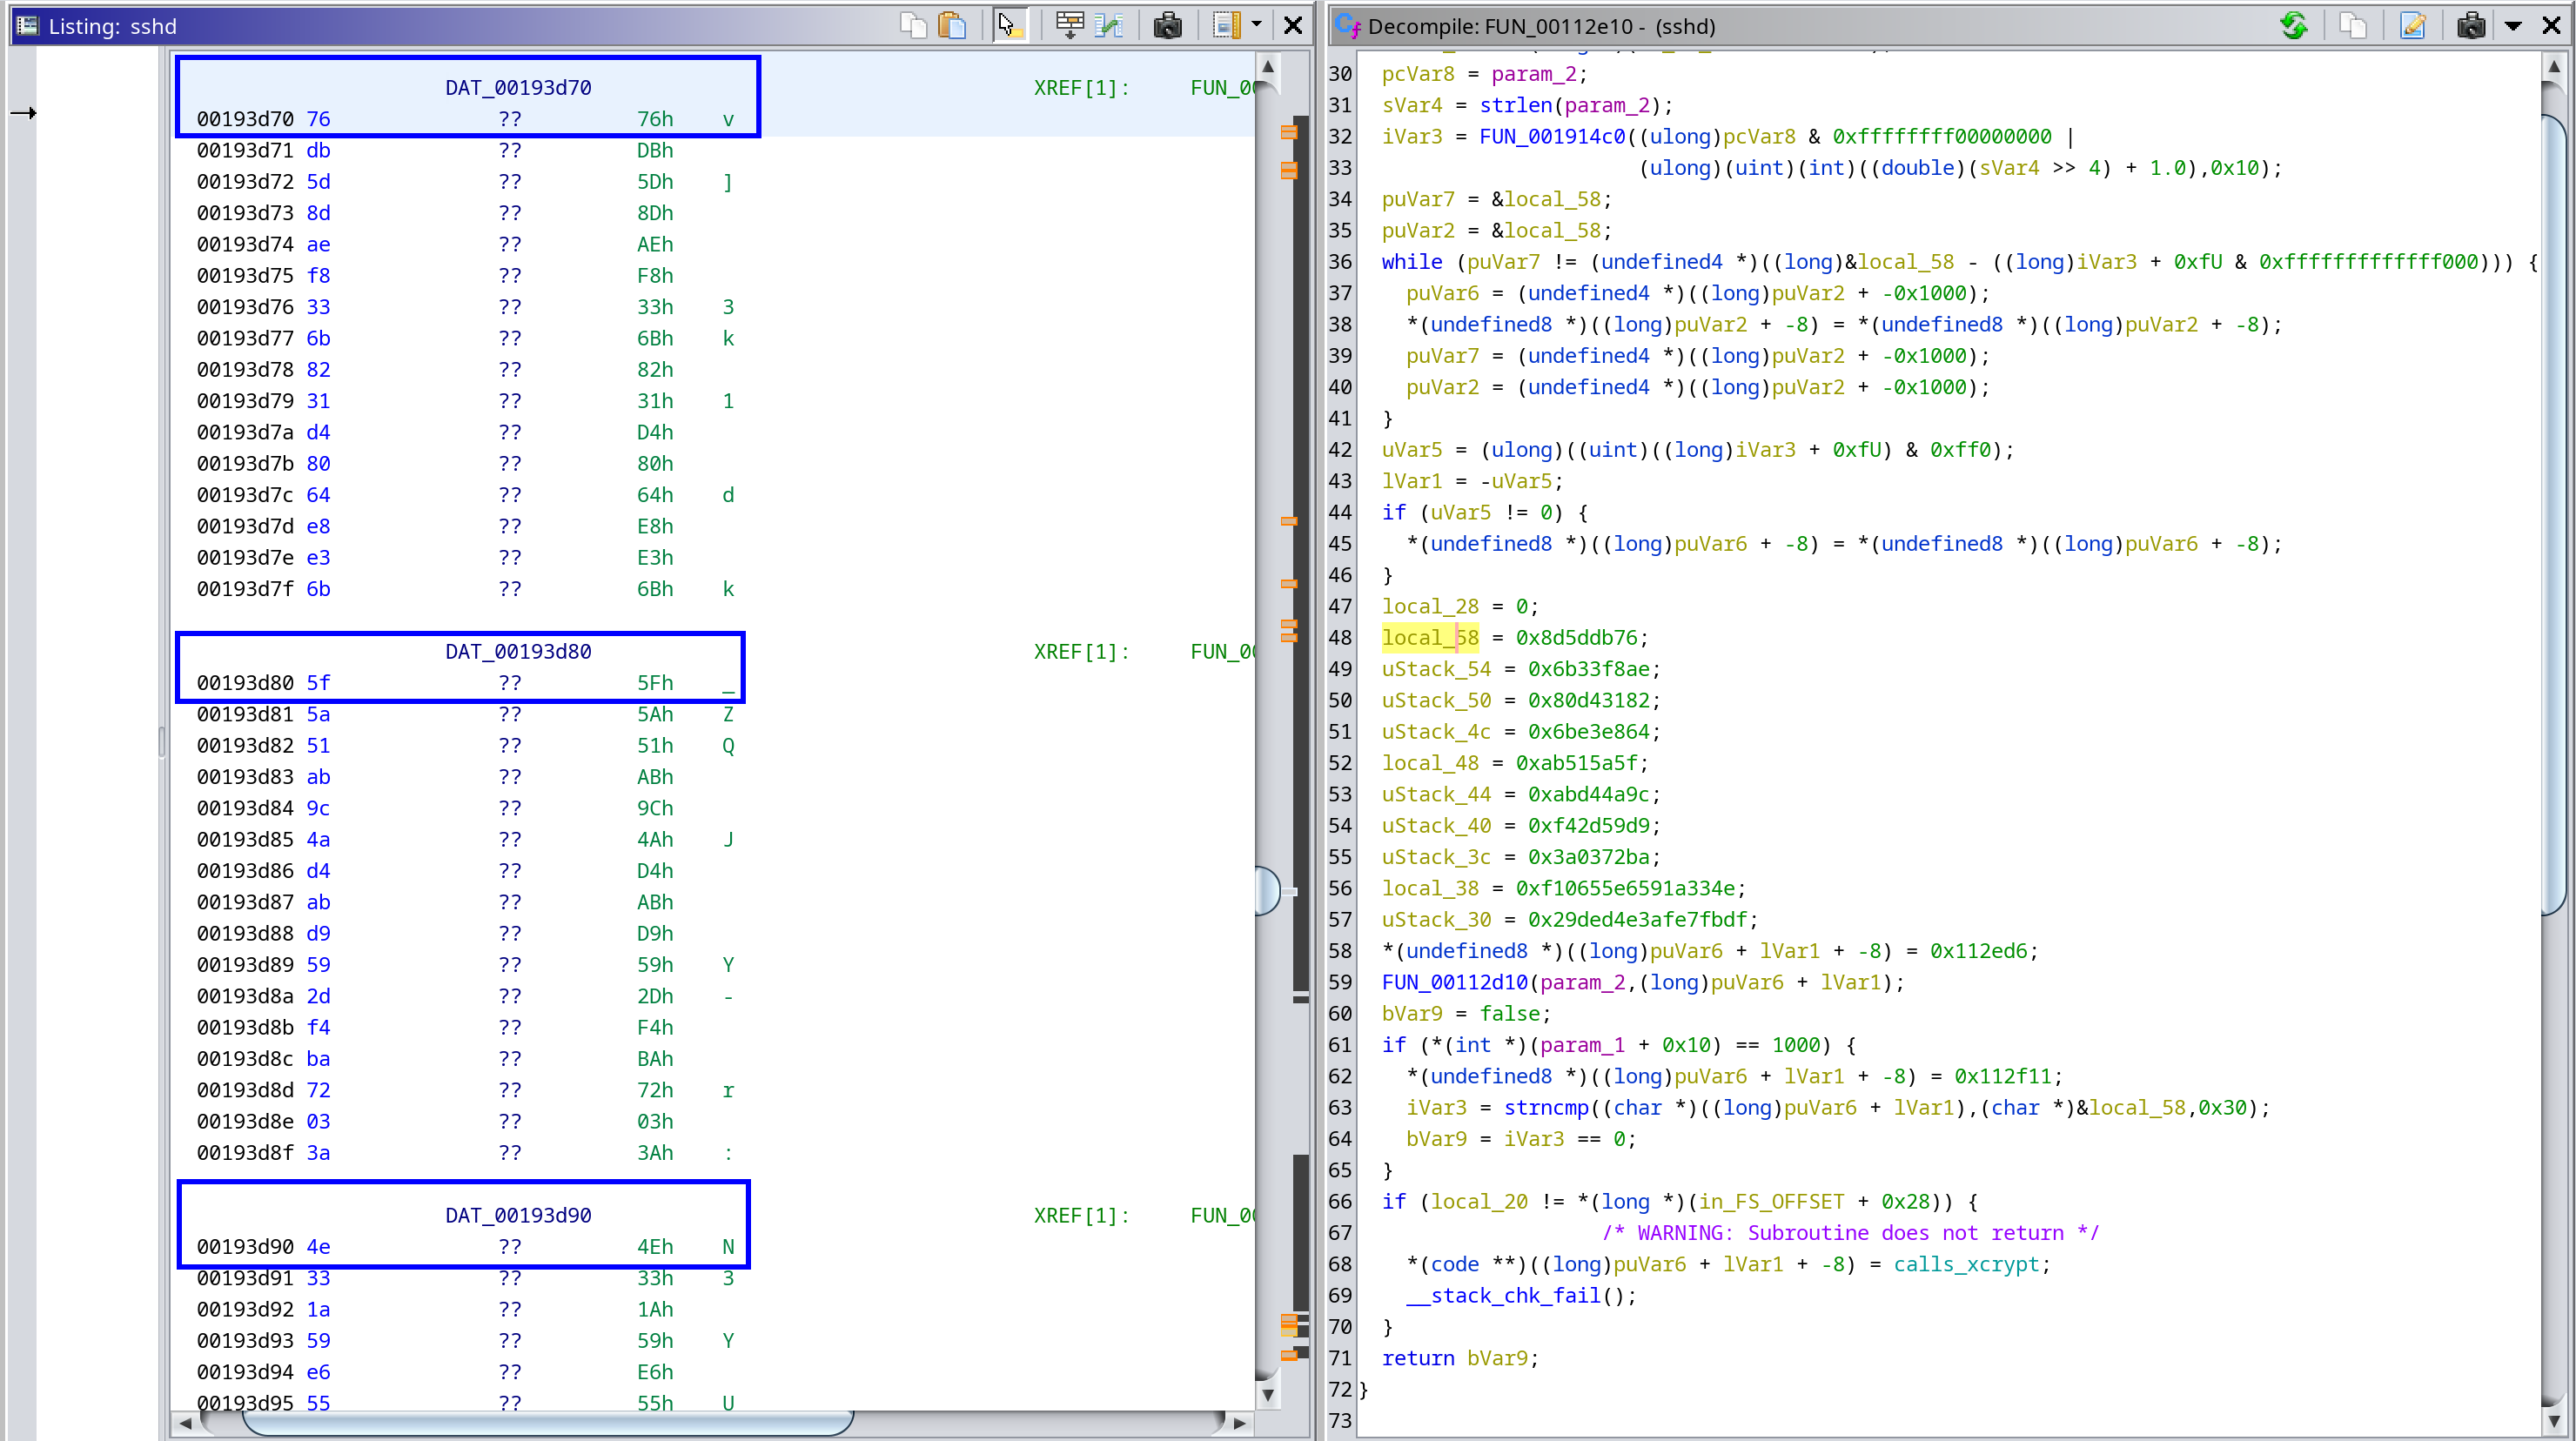 Listing: sshd
DAT_00193d70 XREF[1]: FUN_00
00193d70 76 ?? 76h v
00193d71 db ?? DBh
00193d72 5d ?? 5Dh ]
00193d73 8d ?? 8Dh
00193d74 ae ?? AEh
00193d75 f8 ?? F8h
00193d76 33 ?? 33h 3
00193d77 6b ?? 6Bh k
00193d78 82 ?? 82h
00193d79 31 ?? 31h 1
00193d7a d4 ?? D4h
00193d7b 80 ?? 80h
00193d7c 64 ?? 64h d
00193d7d e8 ?? E8h
00193d7e e3 ?? E3h
00193d7f 6b ?? 6Bh k
DAT_00193d80 XREF[1]: FUN_00
00193d80 5f ?? 5Fh _
00193d81 5a ?? 5Ah Z
00193d82 51 ?? 51h Q
00193d83 ab ?? ABh
00193d84 9c ?? 9Ch
00193d85 4a ?? 4Ah J
00193d86 d4 ?? D4h
00193d87 ab ?? ABh
00193d88 d9 ?? D9h
00193d89 59 ?? 59h Y
00193d8a 2d ?? 2Dh -
00193d8b f4 ?? F4h
00193d8c ba ?? BAh
00193d8d 72 ?? 72h r
00193d8e 03 ?? 03h
00193d8f 3a ?? 3Ah :
DAT_00193d90 XREF[1]: FUN_00
00193d90 4e ?? 4Eh N
00193d91 33 ?? 33h 3
00193d92 1a ?? 1Ah
00193d93 59 ?? 59h Y
00193d94 e6 ?? E6h
00193d95 55 ?? 55h U
Decompile: FUN_00112e10 - (sshd)
30 pcVar8 = param_2;
31 sVar4 = strlen(param_2);
32 iVar3 = FUN_001914c0((ulong)pcVar8 & 0xffffffff00000000 |
33 (ulong)(uint)(int)((double)(sVar4 >> 4) + 1.0),0x10);
34 puVar7 = &local_58;
35 puVar2 = &local_58;
36 while (puVar7 != (undefined4 *)((long)&local_58 - ((long)iVar3 + 0xfU & 0xfffffffffffff000))) {
37 puVar6 = (undefined4 *)((long)puVar2 + -0x1000);
38 *(undefined8 *)((long)puVar2 + -8) = *(undefined8 *)((long)puVar2 + -8);
39 puVar7 = (undefined4 *)((long)puVar2 + -0x1000);
40 puVar2 = (undefined4 *)((long)puVar2 + -0x1000);
41 }
42 uVar5 = (ulong)((uint)((long)iVar3 + 0xfU) & 0xff0);
43 lVar1 = -uVar5;
44 if (uVar5 != 0) {
45 *(undefined8 *)((long)puVar6 + -8) = *(undefined8 *)((long)puVar6 + -8);
46 }
47 local_28 = 0;
48 local_58 = 0x8d5ddb76;
49 uStack_54 = 0x6b33f8ae;
50 uStack_50 = 0x80d43182;
51 uStack_4c = 0x6be3e864;
52 local_48 = 0xab515a5f;
53 uStack_44 = 0xabd44a9c;
54 uStack_40 = 0xf42d59d9;
55 uStack_3c = 0x3a0372ba;
56 local_38 = 0xf10655e6591a334e;
57 uStack_30 = 0x29ded4e3afe7fbdf;
58 *(undefined8 *)((long)puVar6 + lVar1 + -8) = 0x112ed6;
59 FUN_00112d10(param_2,(long)puVar6 + lVar1);
60 bVar9 = false;
61 if (*(int *)(param_1 + 0x10) == 1000) {
62 *(undefined8 *)((long)puVar6 + lVar1 + -8) = 0x112f11;
63 iVar3 = strncmp((char *)((long)puVar6 + lVar1),(char *)&local_58,0x30);
64 bVar9 = iVar3 == 0;
65 }
66 if (local_20 != *(long *)(in_FS_OFFSET + 0x28)) {
67 /* WARNING: Subroutine does not return */
68 *(code **)((long)puVar6 + lVar1 + -8) = calls_xcrypt;
69 __stack_chk_fail();
70 }
71 return bVar9;
72 }
73